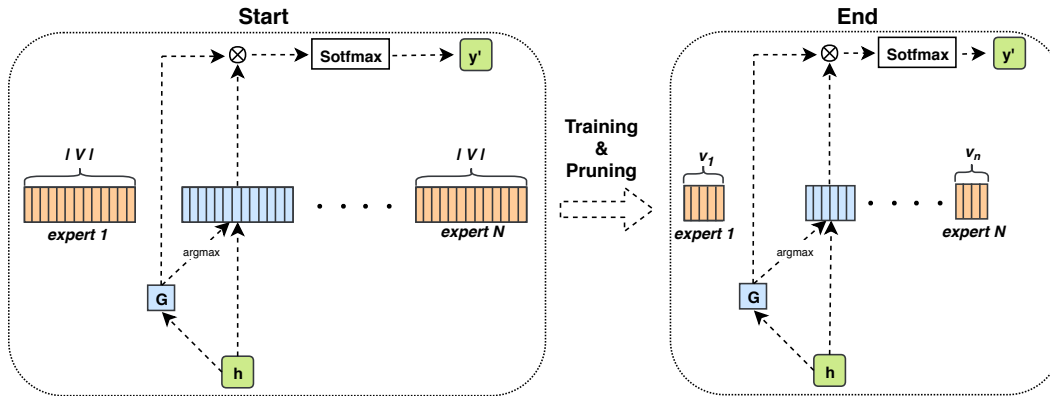 Start
End
Sotfmax
y'
Sotfmax
y'
Training
&
Pruning
I V I
I V I
v1
vn
expert 1
expert N
expert 1
expert N
argmax
argmax
G
G
h
h